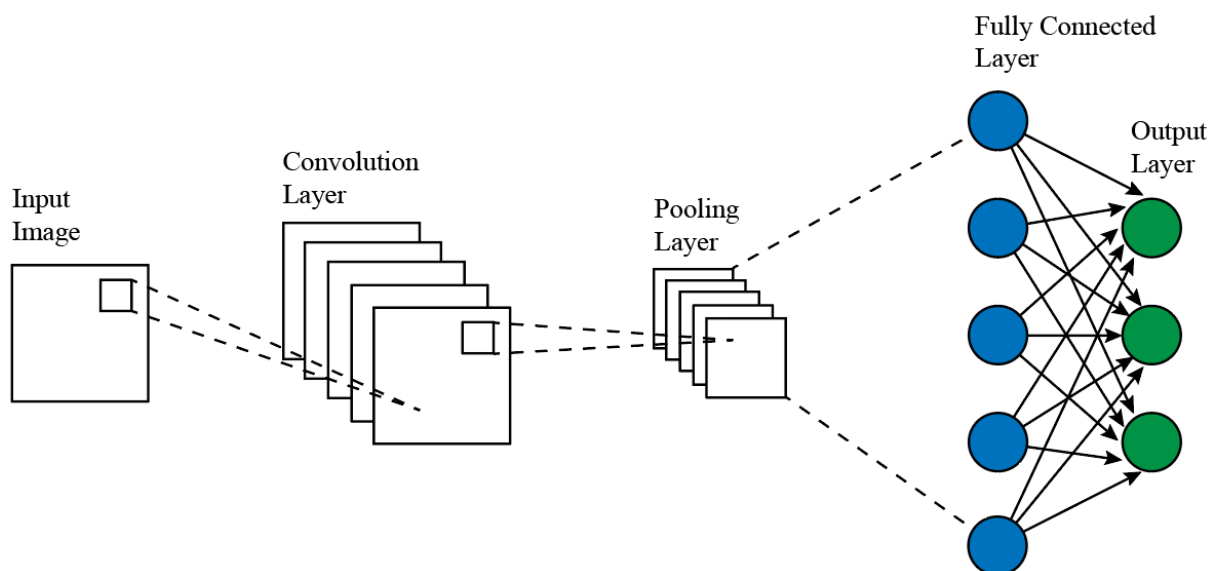 Input
Image
Convolution
Layer
Pooling
Layer
Fully Connected
Layer
Output
Layer